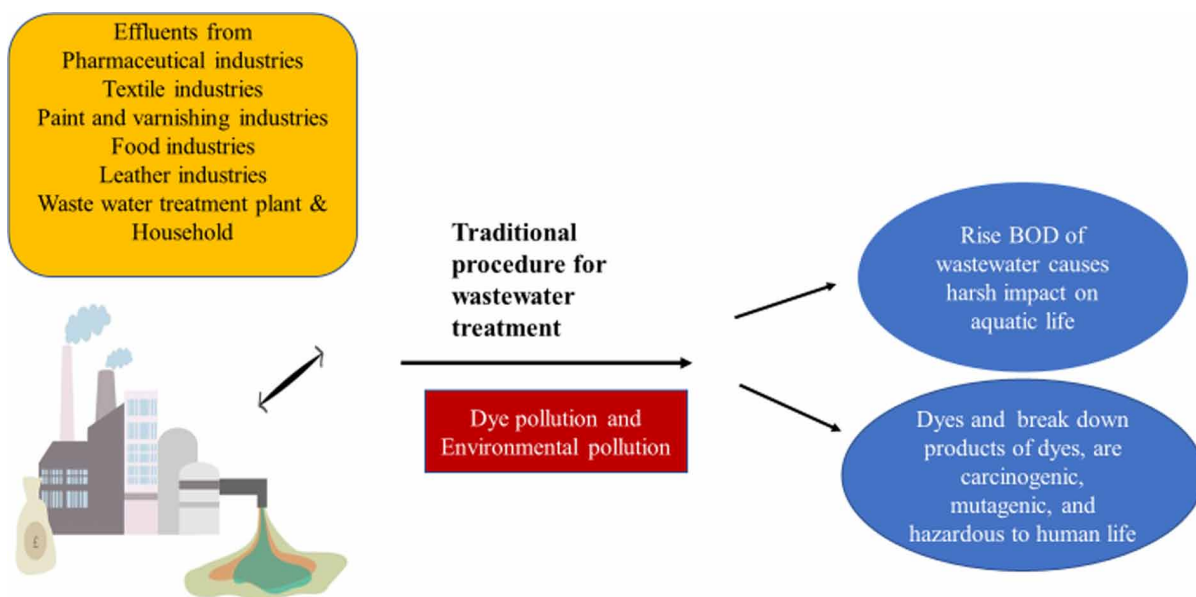 Effluents from
Pharmaceutical industries
Textile industries
Paint and varnishing industries
Food industries
Leather industries
Waste water treatment plant &
Household
Traditional
procedure for
wastewater
treatment
Dye pollution and
Environmental pollution
Rise BOD of
wastewater causes
harsh impact on
aquatic life
Dyes and break down
products of dyes, are
carcinogenic,
mutagenic, and
hazardous to human life
£